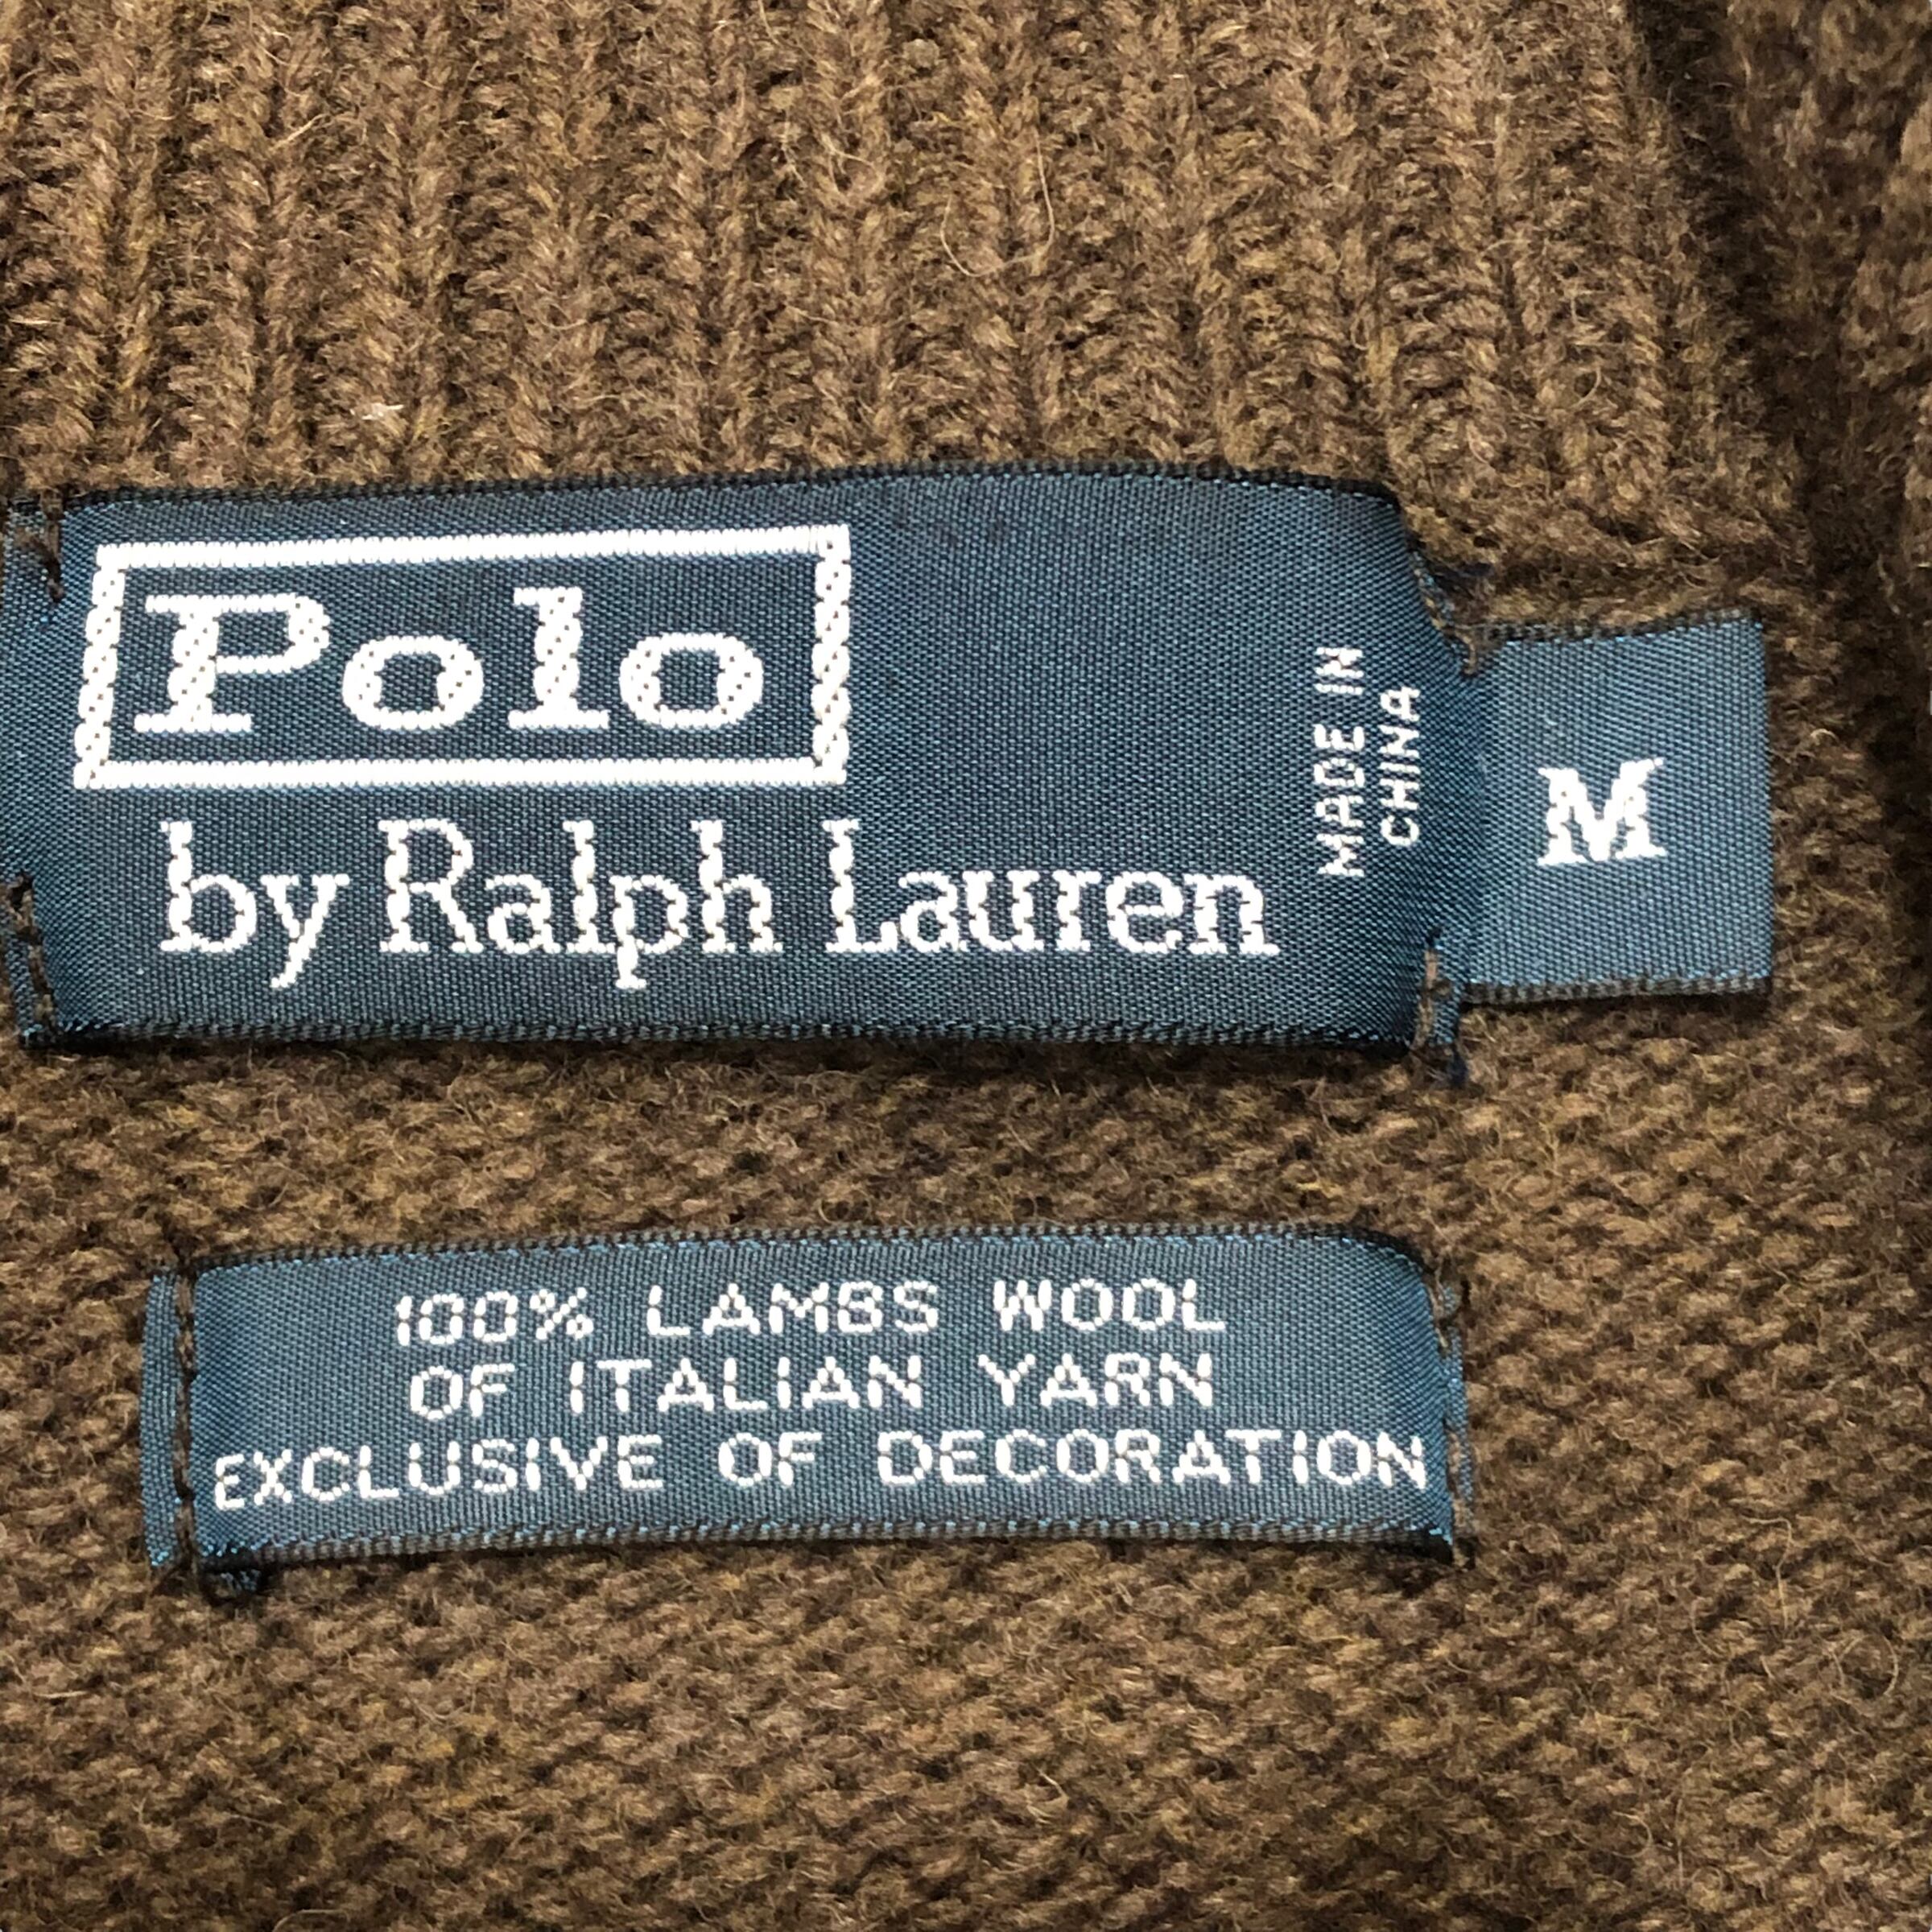 Polo
by Ralph Lauren
MADE IN
CHINA
M
100% LAMBS WOOL
OF ITALIAN YARN
EXCLUSIVE OF DECORATION